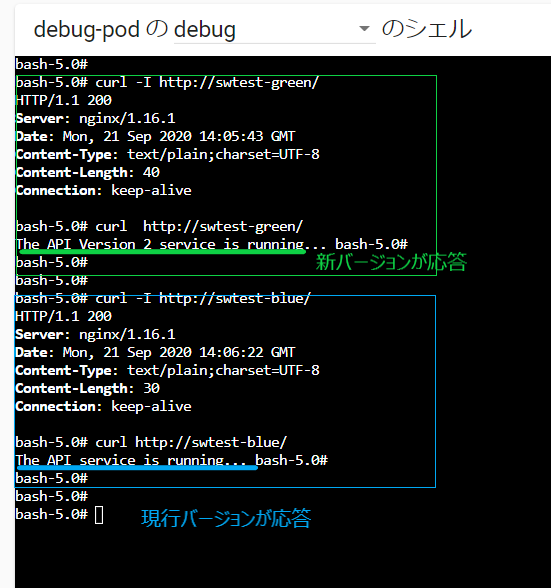 debug-pod の debug のシェル
bash-5.0#
bash-5.0# curl -I http://swtest-green/
HTTP/1.1 200
Server: nginx/1.16.1
Date: Mon, 21 Sep 2020 14:05:43 GMT
Content-Type: text/plain;charset=UTF-8
Content-Length: 40
Connection: keep-alive
bash-5.0# curl  http://swtest-green/
The API Version 2 service is running... bash-5.0#
bash-5.0#
新バージョンが応答
bash-5.0#
bash-5.0# curl -I http://swtest-blue/
HTTP/1.1 200
Server: nginx/1.16.1
Date: Mon, 21 Sep 2020 14:06:22 GMT
Content-Type: text/plain;charset=UTF-8
Content-Length: 30
Connection: keep-alive
bash-5.0# curl http://swtest-blue/
The API service is running... bash-5.0#
bash-5.0#
bash-5.0#
bash-5.0#
現行バージョンが応答